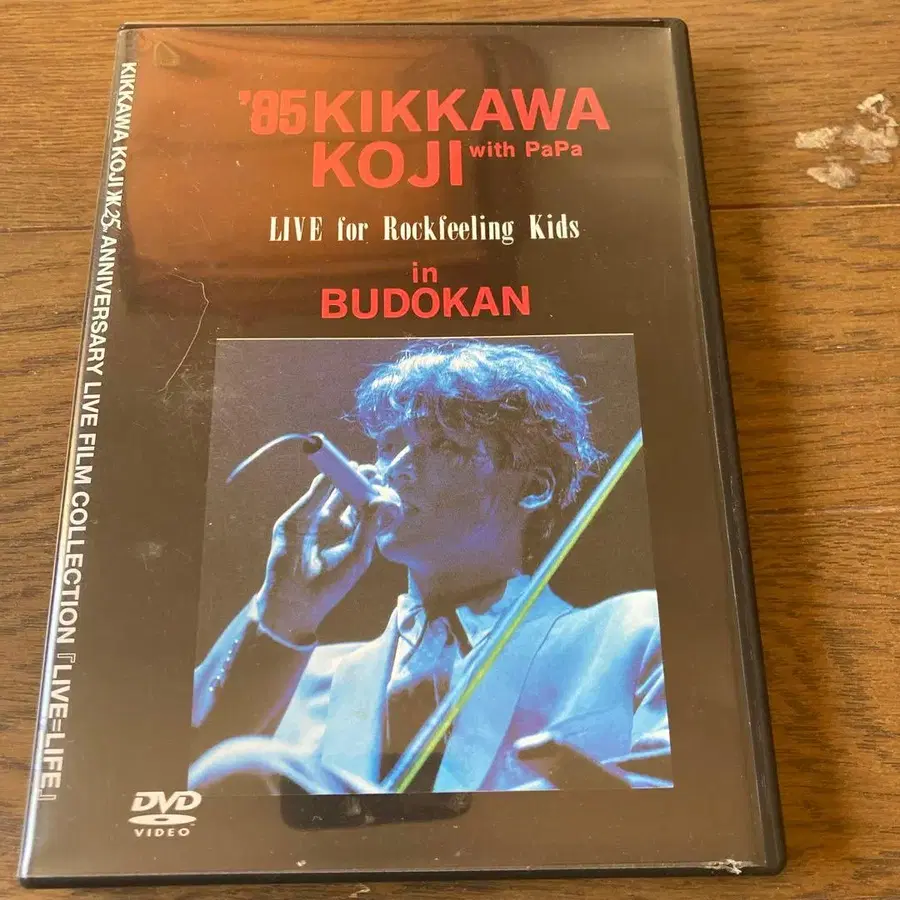 '85 KIKKAWA
KOJI with PaPa
LIVE for Rockfeeling Kids
in
BUDOKAN
KIKKAWA KOJI 25 ANNIVERSARY LIVE FILM COLLECTION『LIVE=LIFE』
DVD
VIDEO